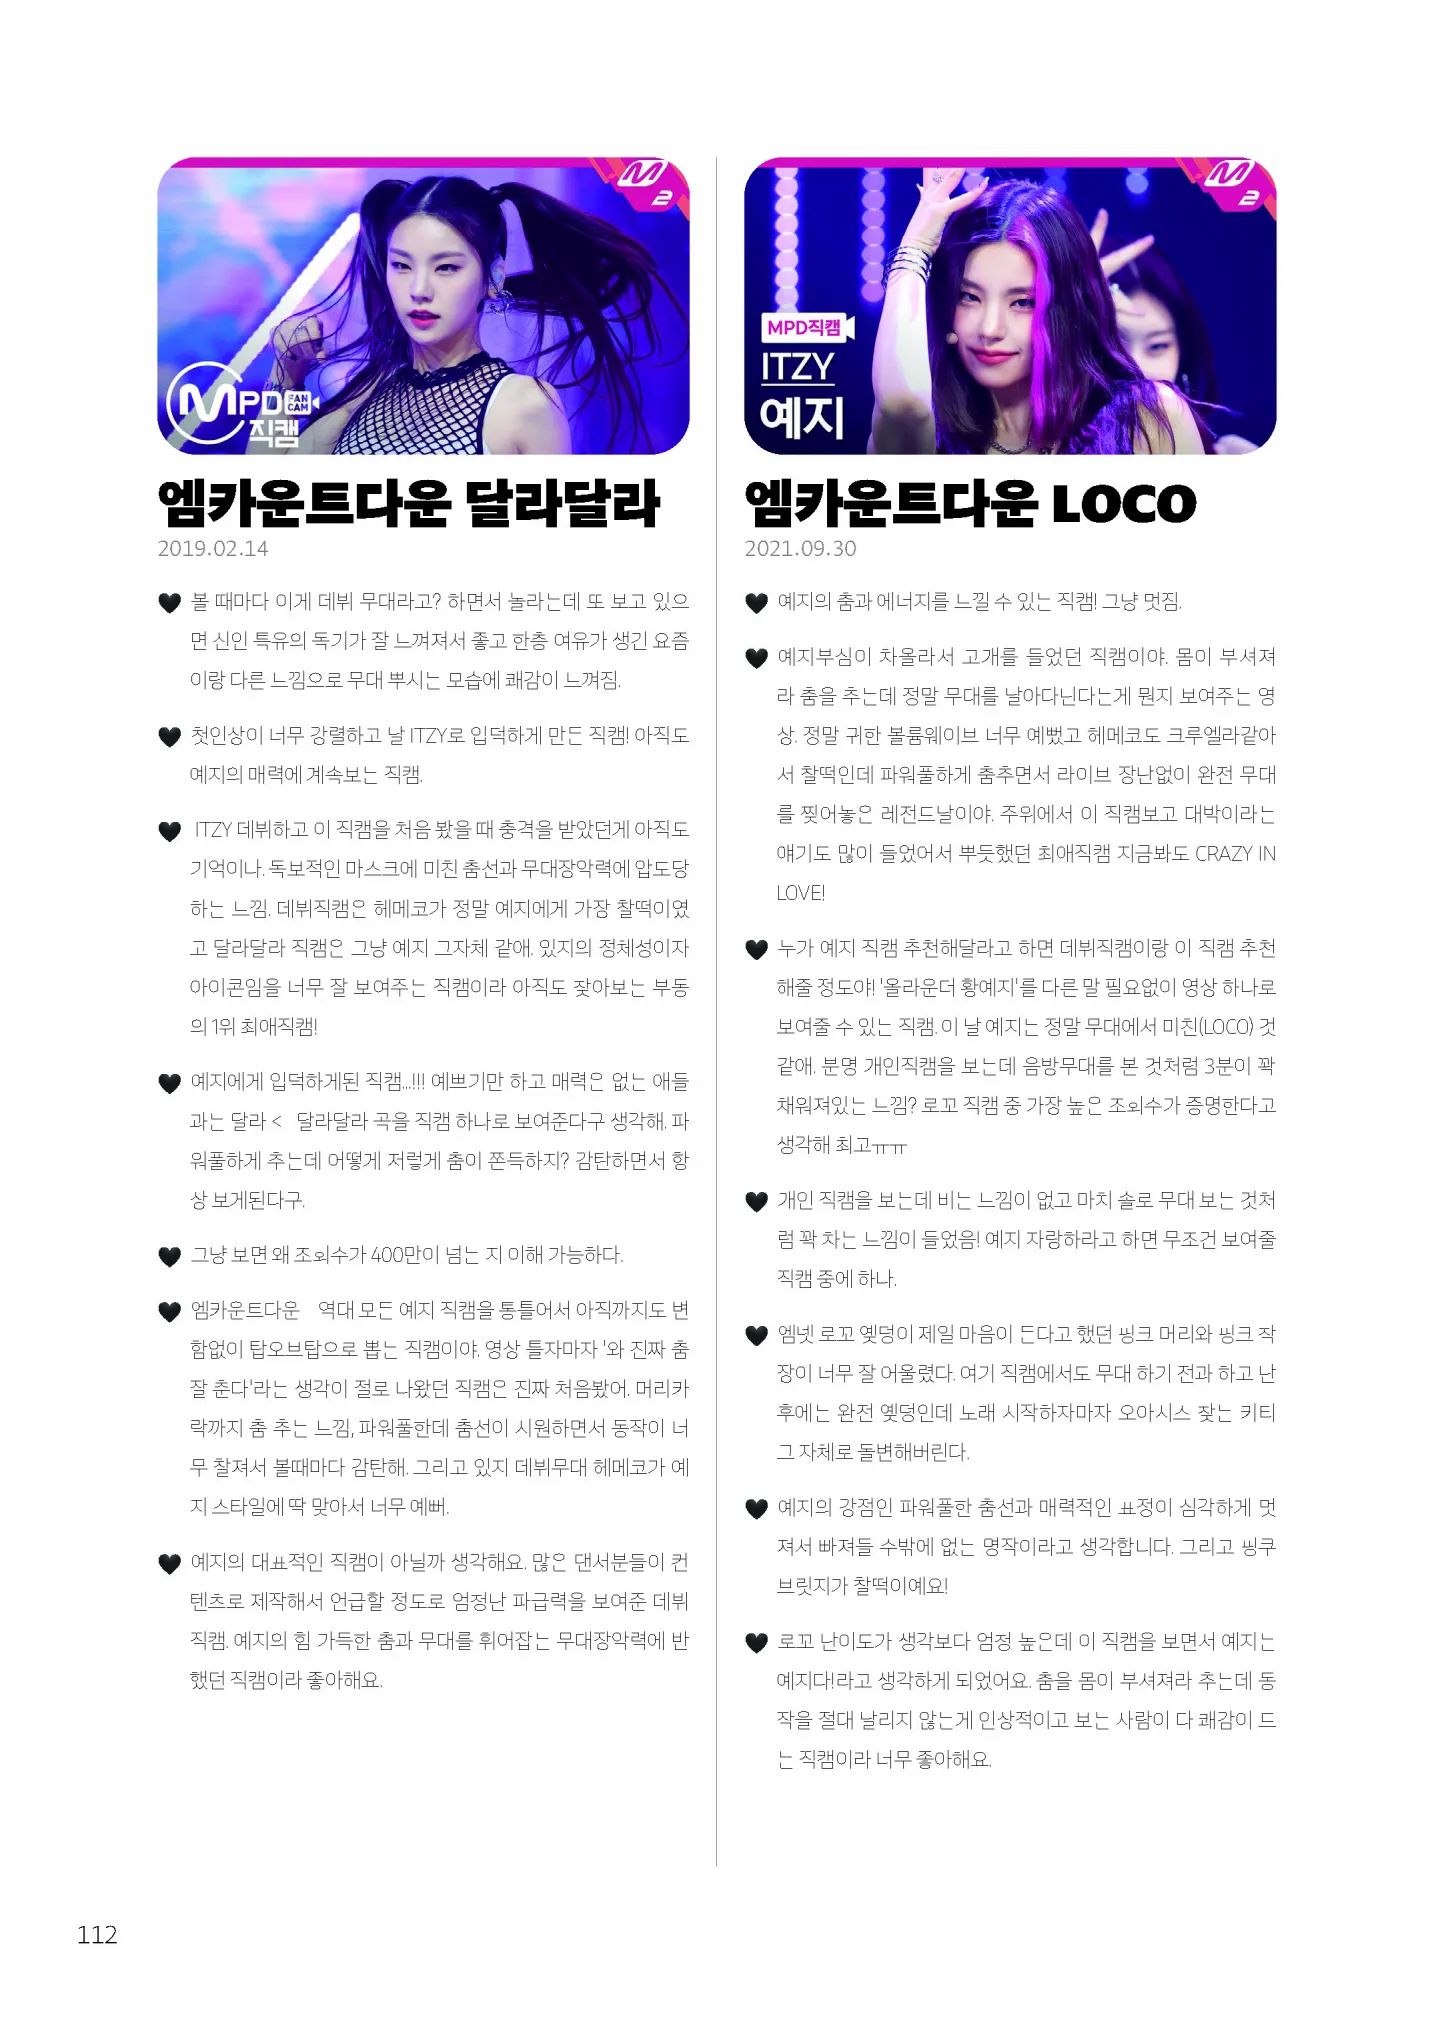 M2
MPD FAN CAM
직캠
엠카운트다운 달라달라
2019.02.14
볼 때마다 이게 데뷔 무대라고? 하면서 놀라는데 또 보고 있으
면 신인 특유의 독기가 잘 느껴져서 좋고 한층 여유가 생긴 요즘
이랑 다른 느낌으로 무대 뿌시는 모습에 쾌감이 느껴짐.
첫인상이 너무 강렬하고 날 ITZY로 입덕하게 만든 직캠! 아직도
예지의 매력에 계속보는 직캠.
ITZY 데뷔하고 이 직캠을 처음 봤을 때 충격을 받았던게 아직도
기억이나. 독보적인 마스크에 미친 춤선과 무대장악력에 압도당
하는 느낌. 데뷔직캠은 헤메코가 정말 예지에게 가장 찰떡이였
고 달라달라 직캠은 그냥 예지 그자체 같애. 있지의 정체성이자
아이콘임을 너무 잘 보여주는 직캠이라 아직도 찾아보는 부동
의 1위 최애직캠!
예지에게 입덕하게된 직캠...!!! 예쁘기만 하고 매력은 없는 애들
과는 달라 < 달라달라 곡을 직캠 하나로 보여준다구 생각해. 파
워풀하게 추는데 어떻게 저렇게 춤이 쫀득하지? 감탄하면서 항
상 보게된다구.
그냥 보면 왜 조회수가 400만이 넘는 지 이해 가능하다.
엠카운트다운 역대 모든 예지 직캠을 통틀어서 아직까지도 변
함없이 탑오브탑으로 뽑는 직캠이야. 영상 틀자마자 '와 진짜 춤
잘 춘다'라는 생각이 절로 나왔던 직캠은 진짜 처음봤어. 머리카
락까지 춤 추는 느낌, 파워풀한데 춤선이 시원하면서 동작이 너
무 찰져서 볼때마다 감탄해. 그리고 있지 데뷔무대 헤메코가 예
지 스타일에 딱 맞아서 너무 예뻐.
예지의 대표적인 직캠이 아닐까 생각해요. 많은 댄서분들이 컨
텐츠로 제작해서 언급할 정도로 엄청난 파급력을 보여준 데뷔
직캠. 예지의 힘 가득한 춤과 무대를 휘어잡는 무대장악력에 반
했던 직캠이라 좋아해요.
M2
MPD직캠
ITZY
예지
엠카운트다운 LOCO
2021.09.30
예지의 춤과 에너지를 느낄 수 있는 직캠! 그냥 멋짐.
예지부심이 차올라서 고개를 들었던 직캠이야. 몸이 부셔져
라 춤을 추는데 정말 무대를 날아다닌다는게 뭔지 보여주는 영
상. 정말 귀한 볼륨웨이브 너무 예뻤고 헤메코도 크루엘라같아
서 찰떡인데 파워풀하게 춤추면서 라이브 장난없이 완전 무대
를 찢어놓은 레전드날이야. 주위에서 이 직캠보고 대박이라는
얘기도 많이 들었어서 뿌듯했던 최애직캠 지금봐도 CRAZY IN
LOVE!
누가 예지 직캠 추천해달라고 하면 데뷔직캠이랑 이 직캠 추천
해줄 정도야! '올라운더 황예지'를 다른 말 필요없이 영상 하나로
보여줄 수 있는 직캠. 이 날 예지는 정말 무대에서 미친(LOCO) 것
같애. 분명 개인직캠을 보는데 음방무대를 본 것처럼 3분이 꽉
채워져있는 느낌? 로꼬 직캠 중 가장 높은 조회수가 증명한다고
생각해 최고ㅠㅠ
개인 직캠을 보는데 비는 느낌이 없고 마치 솔로 무대 보는 것처
럼 꽉 차는 느낌이 들었음! 예지 자랑하라고 하면 무조건 보여줄
직캠 중에 하나.
엠넷 로꼬 옞덩이 제일 마음이 든다고 했던 핑크 머리와 핑크 착
장이 너무 잘 어울렸다. 여기 직캠에서도 무대 하기 전과 하고 난
후에는 완전 옞덩인데 노래 시작하자마자 오아시스 찾는 키티
그 자체로 돌변해버린다.
예지의 강점인 파워풀한 춤선과 매력적인 표정이 심각하게 멋
져서 빠져들 수밖에 없는 명작이라고 생각합니다. 그리고 핑쿠
브릿지가 찰떡이예요!
로꼬 난이도가 생각보다 엄청 높은데 이 직캠을 보면서 예지는
예지다!라고 생각하게 되었어요. 춤을 몸이 부셔져라 추는데 동
작을 절대 날리지 않는게 인상적이고 보는 사람이 다 쾌감이 드
는 직캠이라 너무 좋아해요.
112